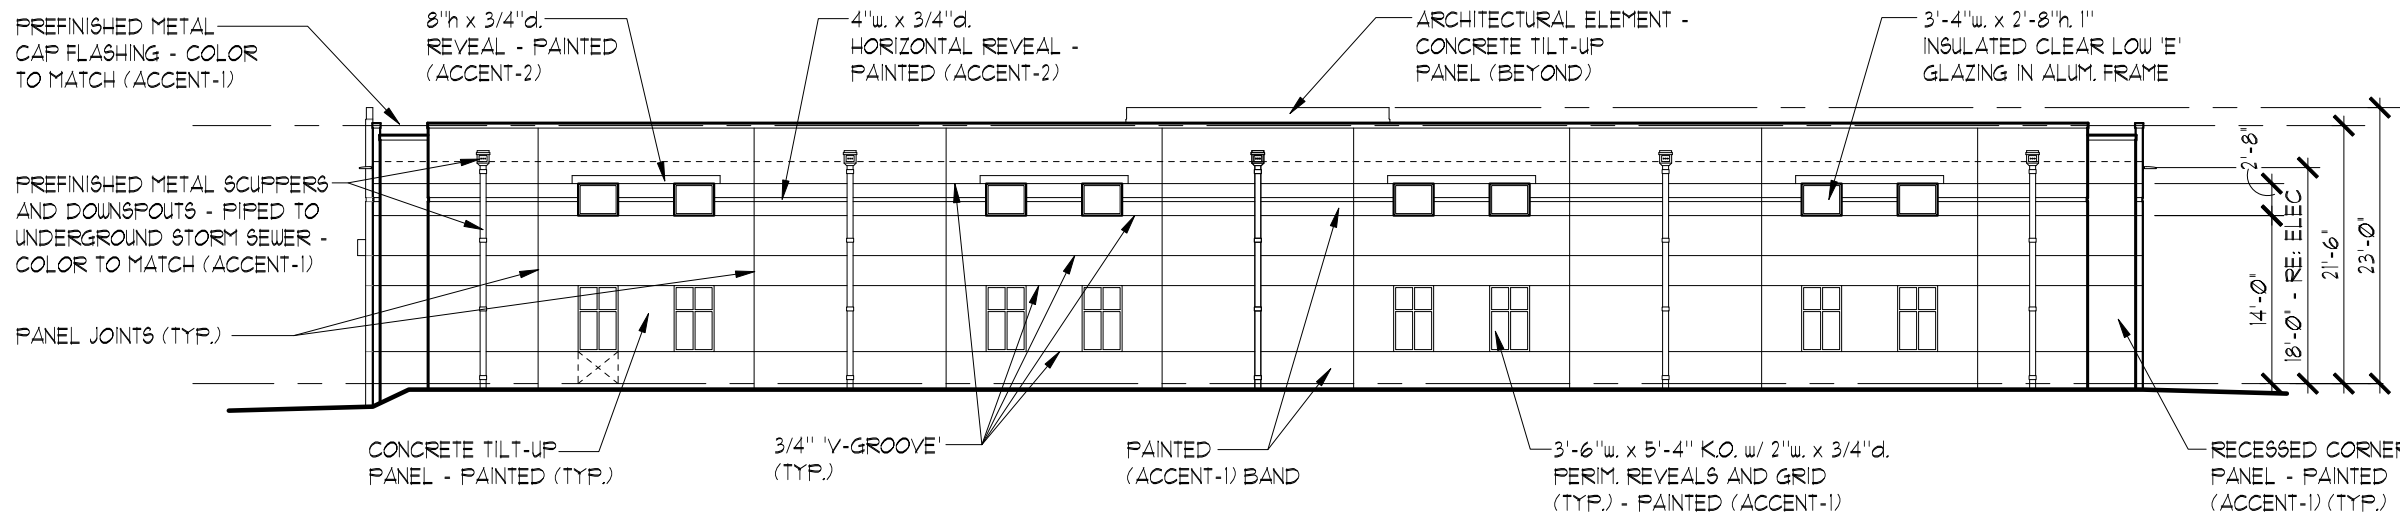 PREFINISHED METAL
CAP FLASHING - COLOR
TO MATCH (ACCENT-1)
8"h x 3/4"d.
REVEAL - PAINTED
(ACCENT-2)
4"w. x 3/4"d.
HORIZONTAL REVEAL -
PAINTED (ACCENT-2)
ARCHITECTURAL ELEMENT -
CONCRETE TILT-UP
PANEL (BEYOND)
3'-4"w. x 2'-8"h. 1"
INSULATED CLEAR LOW 'E'
GLAZING IN ALUM. FRAME
PREFINISHED METAL SCUPPERS
AND DOWNSPOUTS - PIPED TO
UNDERGROUND STORM SEWER -
COLOR TO MATCH (ACCENT-1)
PANEL JOINTS (TYP.)
2'-8"
14'-0"
18'-0" - RE: ELEC
21'-6"
23'-0"
CONCRETE TILT-UP
PANEL - PAINTED (TYP.)
3/4" 'V-GROOVE'
(TYP.)
PAINTED
(ACCENT-1) BAND
3'-6"w. x 5'-4" K.O. w/ 2"w. x 3/4"d.
PERIM. REVEALS AND GRID
(TYP.) - PAINTED (ACCENT-1)
RECESSED CORNER
PANEL - PAINTED
(ACCENT-1) (TYP.)